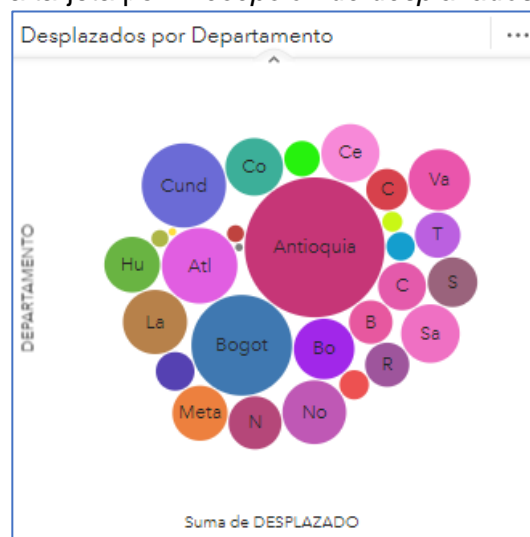 Desplazados por Departamento
...
Co
Ce
Cund
C
Va
T
Antioquia
Hu
Atl
C
S
La
B
Sa
Bogot
Bo
R
Meta
N
No
DEPARTAMENTO
Suma de DESPLAZADO